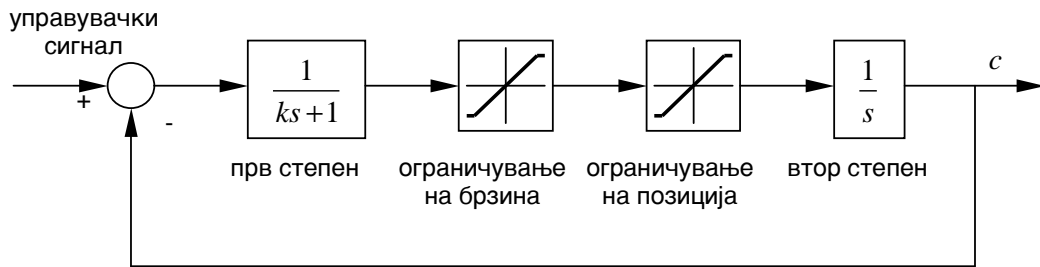 управувачки
сигнал
+
-
1
ks + 1
1
s
c
прв степен
ограничување
на брзина
ограничување
на позиција
втор степен